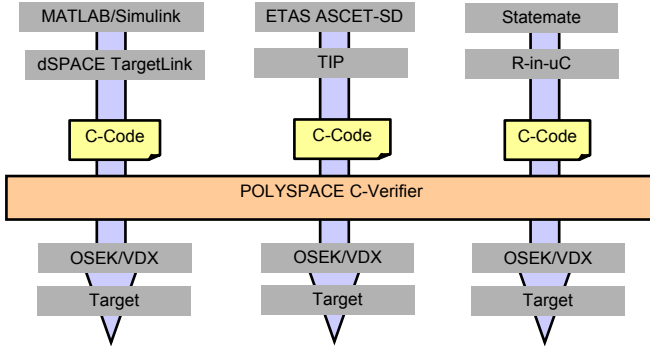 MATLAB/Simulink
ETAS ASCET-SD
Statemate
dSPACE TargetLink
TIP
R-in-uC
C-Code
C-Code
C-Code
POLYSPACE C-Verifier
OSEK/VDX
OSEK/VDX
OSEK/VDX
Target
Target
Target